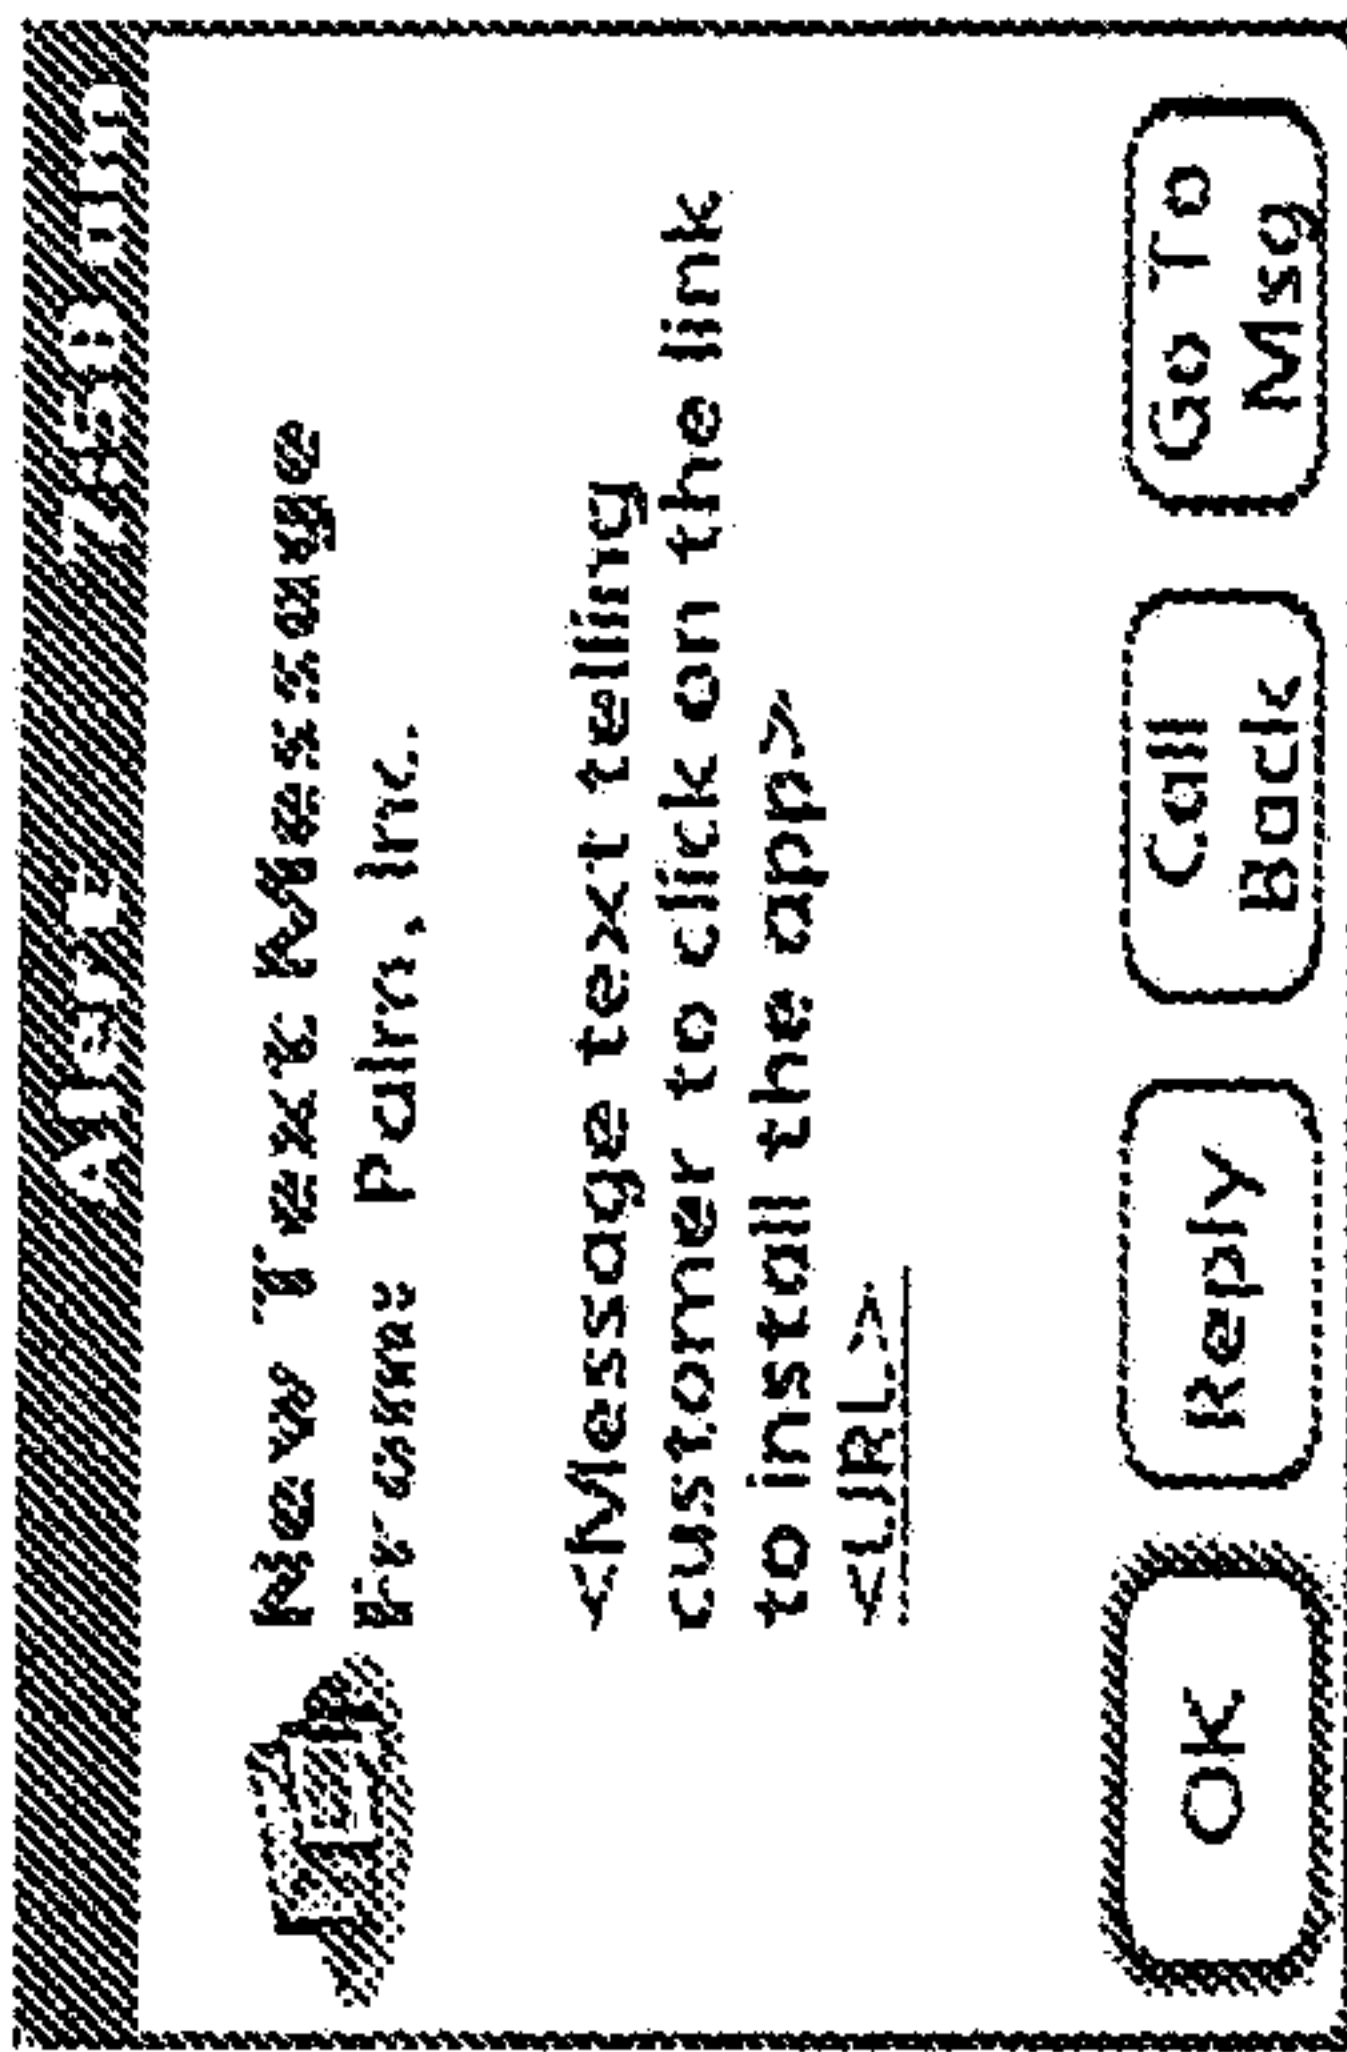 Alert 7:58 am
New Text Message
From: Palm, Inc.
<Message text telling
customer to click on the link
to install the app>
<URL>
OK
Reply
Call
Back
Go To
Msg